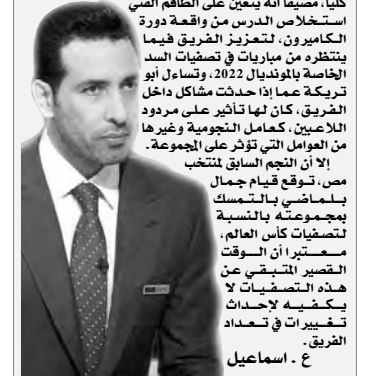 كليا، مضيفا أنه يتعين على الطاقم الفني
استخلاص الدرس من واقعة دورة
الكاميرون، لتعزيز الفريق فيما
ينتظره من مباريات في تصفيات السد
الخاصة بالمونديال 2022، وتساءل أبو
تريكة عما إذا حدثت مشاكل داخل
الفريق، كان لها تأثير على مردود
اللاعبين، كعامل النجومية وغيرها
من العوامل التي تؤثر على المجموعة.
إلا أن النجم السابق لمنتخب
مصر، توقع قيام جمال
بلماضي بالتمسك
بمجموعته بالنسبة
لتصفيات كأس العالم،
معتبرا أن الوقت
القصير المتبقي عن
هذه التصفيات لا
يكفيه لإحداث
تغييرات في تعداد
الفريق.
ع . اسماعيل